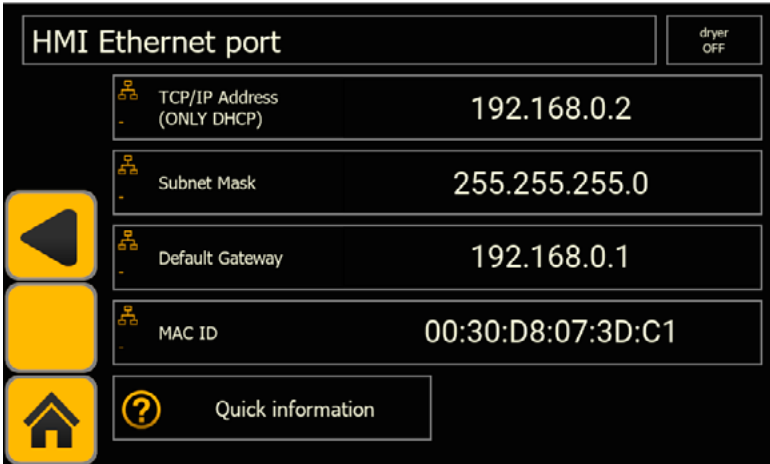 HMI Ethernet port
dryer
OFF
TCP/IP Address
(ONLY DHCP)
192.168.0.2
-
Subnet Mask
255.255.255.0
-
Default Gateway
192.168.0.1
-
MAC ID
00:30:D8:07:3D:C1
-
? Quick information